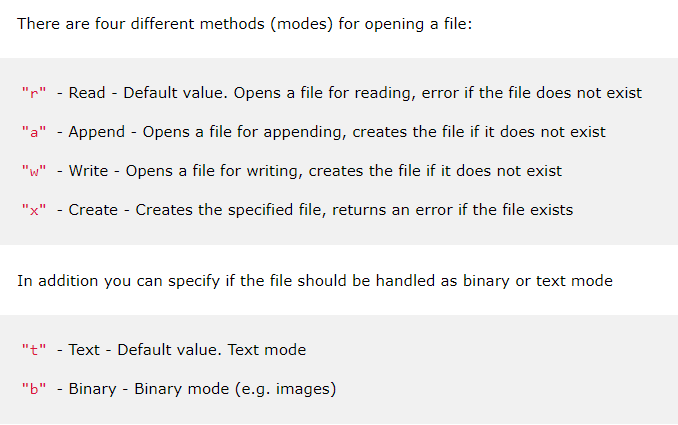 There are four different methods (modes) for opening a file:
"r" - Read - Default value. Opens a file for reading, error if the file does not exist
"a" - Append - Opens a file for appending, creates the file if it does not exist
"w" - Write - Opens a file for writing, creates the file if it does not exist
"x" - Create - Creates the specified file, returns an error if the file exists
In addition you can specify if the file should be handled as binary or text mode
"t" - Text - Default value. Text mode
"b" - Binary - Binary mode (e.g. images)